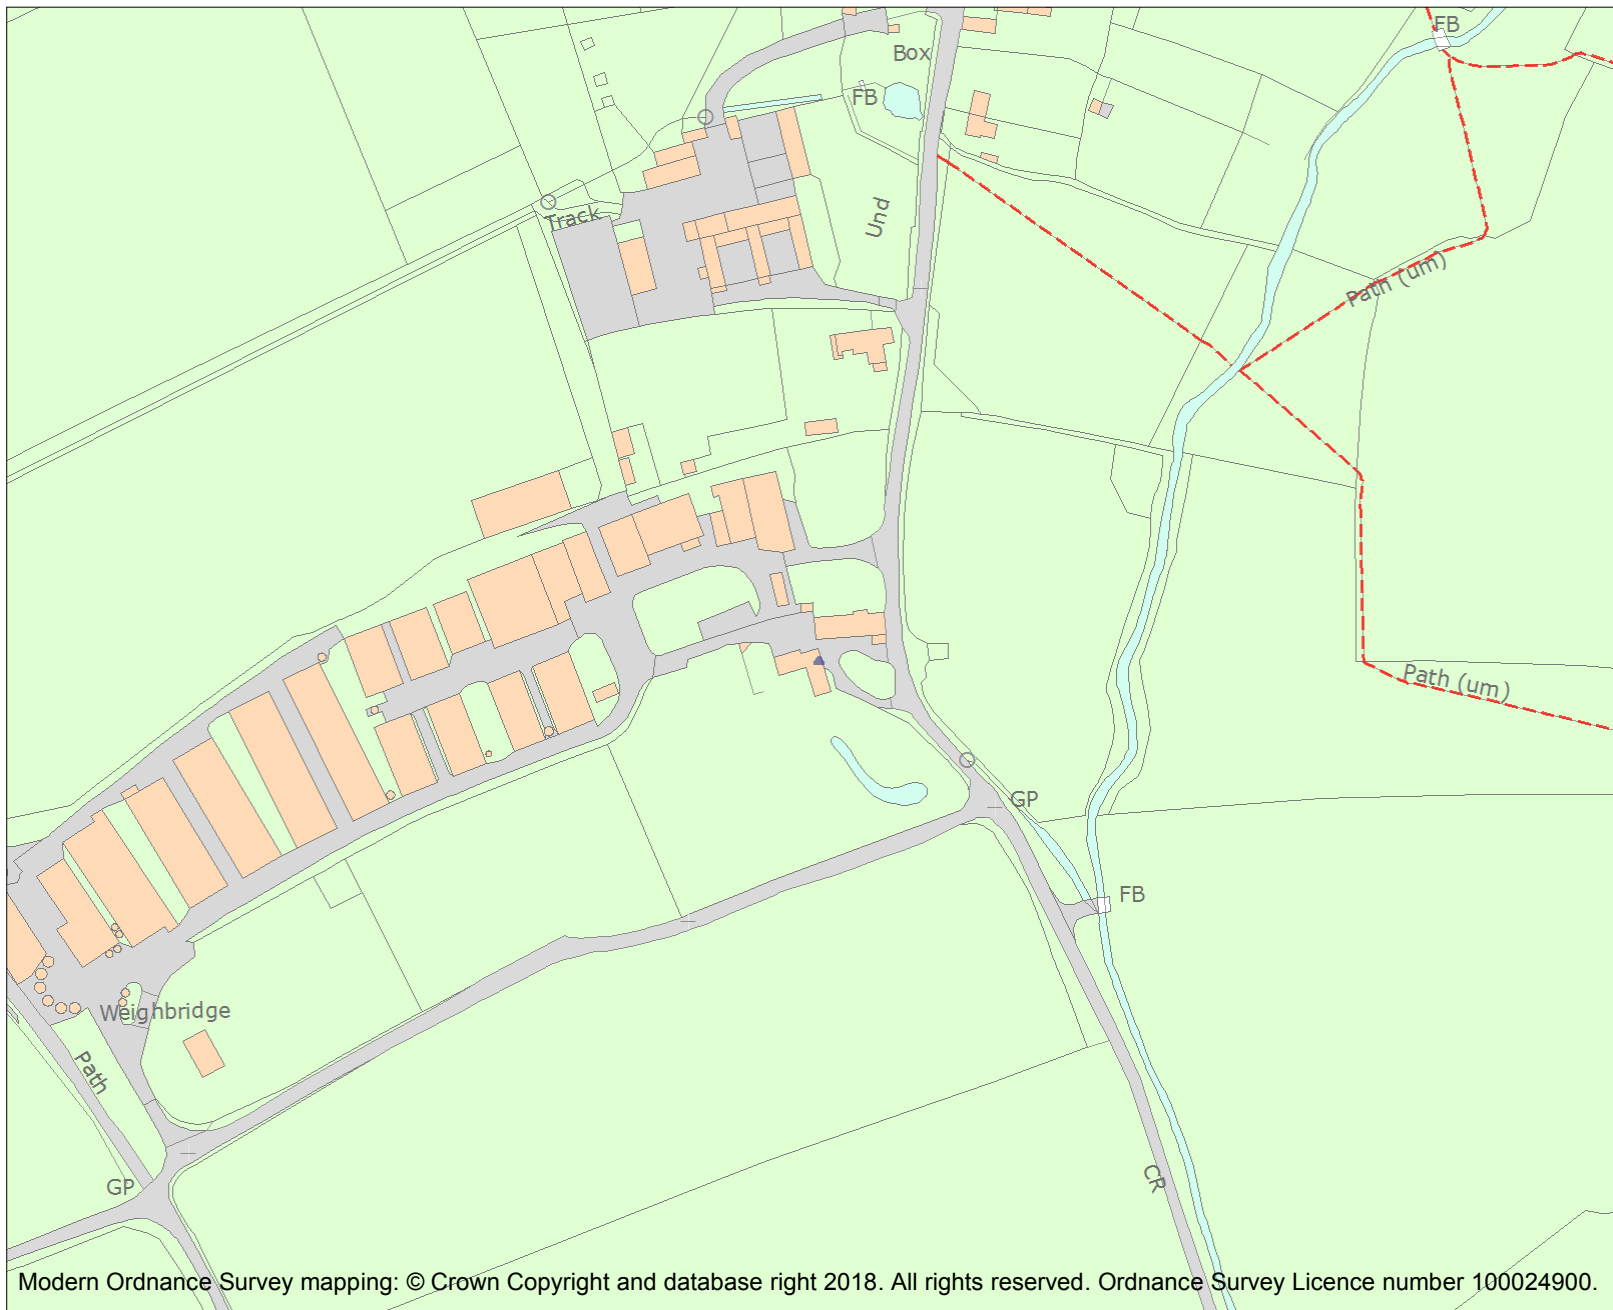 FB
Box
FB
Track
Und
Path (um)
Path (um)
GP
FB
Weighbridge
Path
GP
CR
Modern Ordnance Survey mapping: © Crown Copyright and database right 2018. All rights reserved. Ordnance Survey Licence number 100024900.